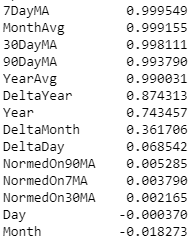 7DayMA 0.999549
MonthAvg 0.999155
30DayMA 0.998111
90DayMA 0.993790
YearAvg 0.990031
DeltaYear 0.874313
Year 0.743457
DeltaMonth 0.361706
DeltaDay 0.068542
NormedOn90MA 0.005285
NormedOn7MA 0.003790
NormedOn30MA 0.002165
Day -0.000370
Month -0.018273